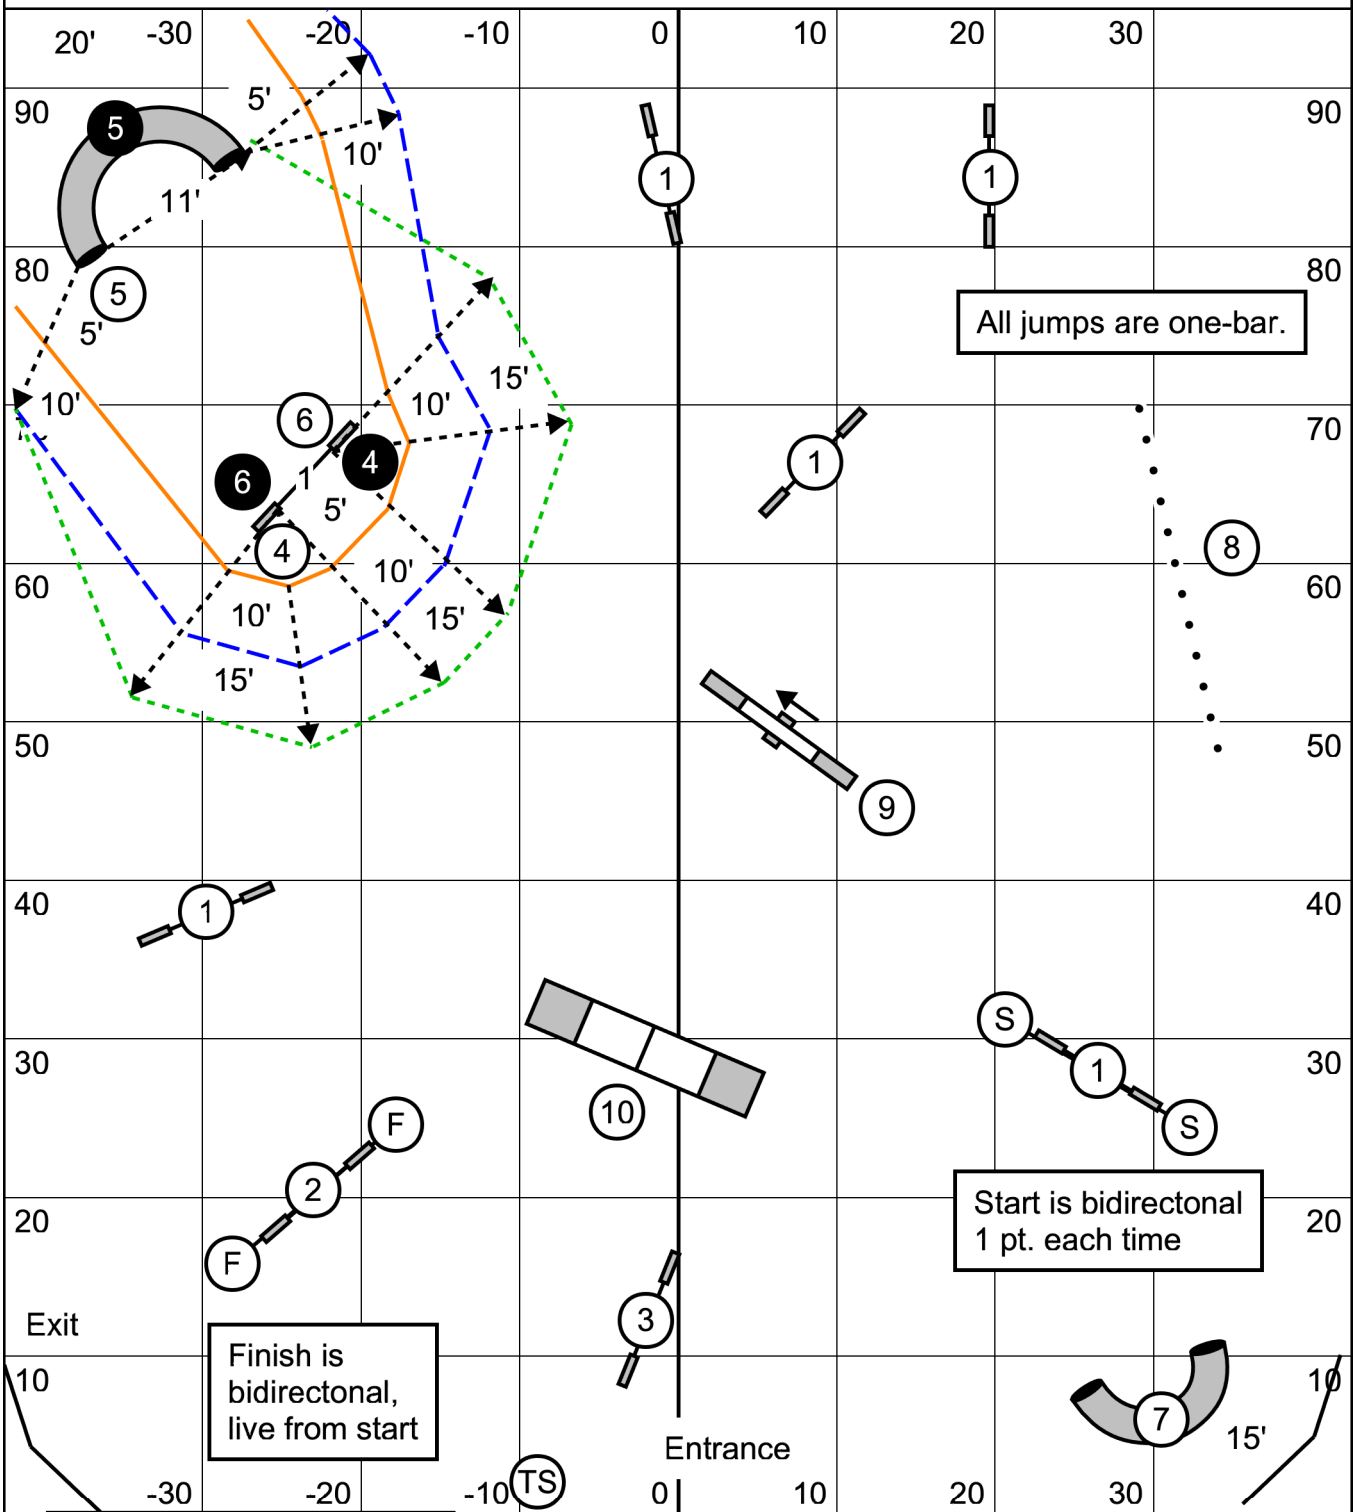 20' -30 -20 -10 0 10 20 30
5'
90 5 10' 90
1 1
11'
80 5 80
5'
All jumps are one-bar.
10' 15'
6 10'
70 4 1 70
6 1
5'
4 8
10'
60 10' 60
15'
15'
50 50
9
40 1 40
S
30 1 30
10 S
F
2
20 Start is bidirectonal 20
1 pt. each time
F
3
Exit
Finish is
bidirectonal,
live from start
10 10
7
15'
Entrance
-30 -20 -10 TS 0 10 20 30